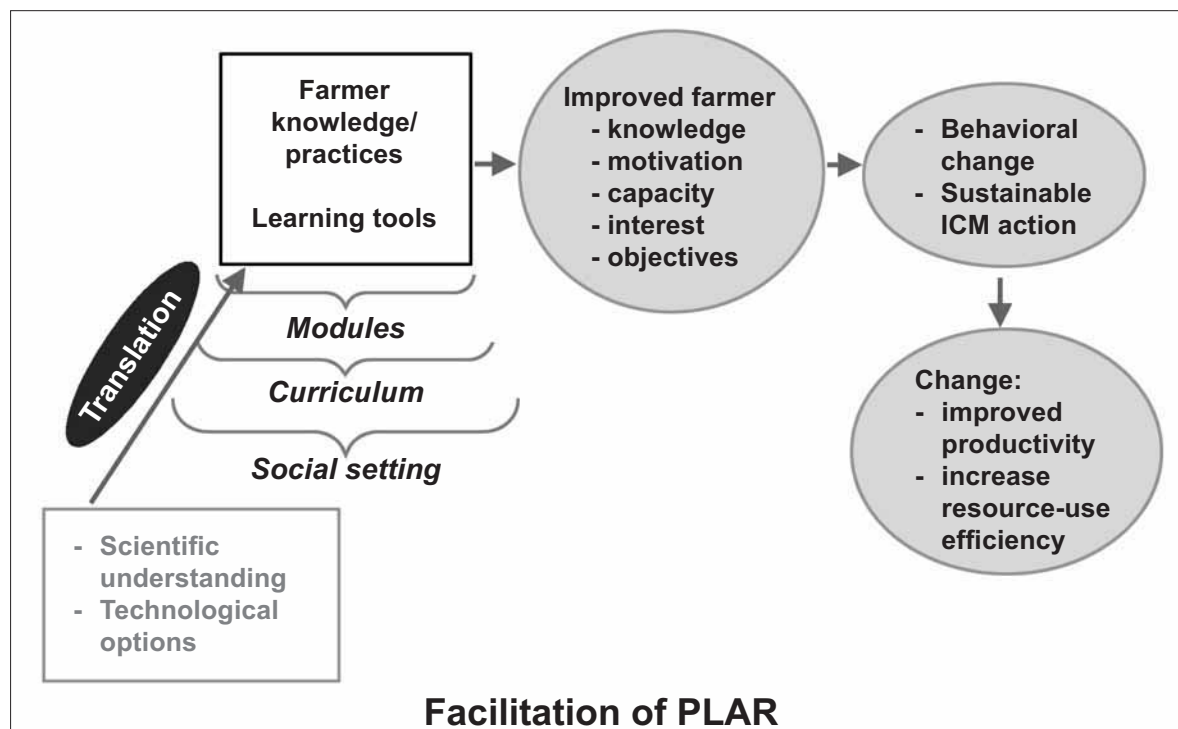 Farmer
knowledge/
practices
Learning tools
Improved farmer
- knowledge
- motivation
- capacity
- interest
- objectives
- Behavioral
change
- Sustainable
ICM action
Translation
Modules
Curriculum
Social setting
Change:
- improved
productivity
- increase
resource-use
efficiency
- Scientific
understanding
- Technological
options
Facilitation of PLAR